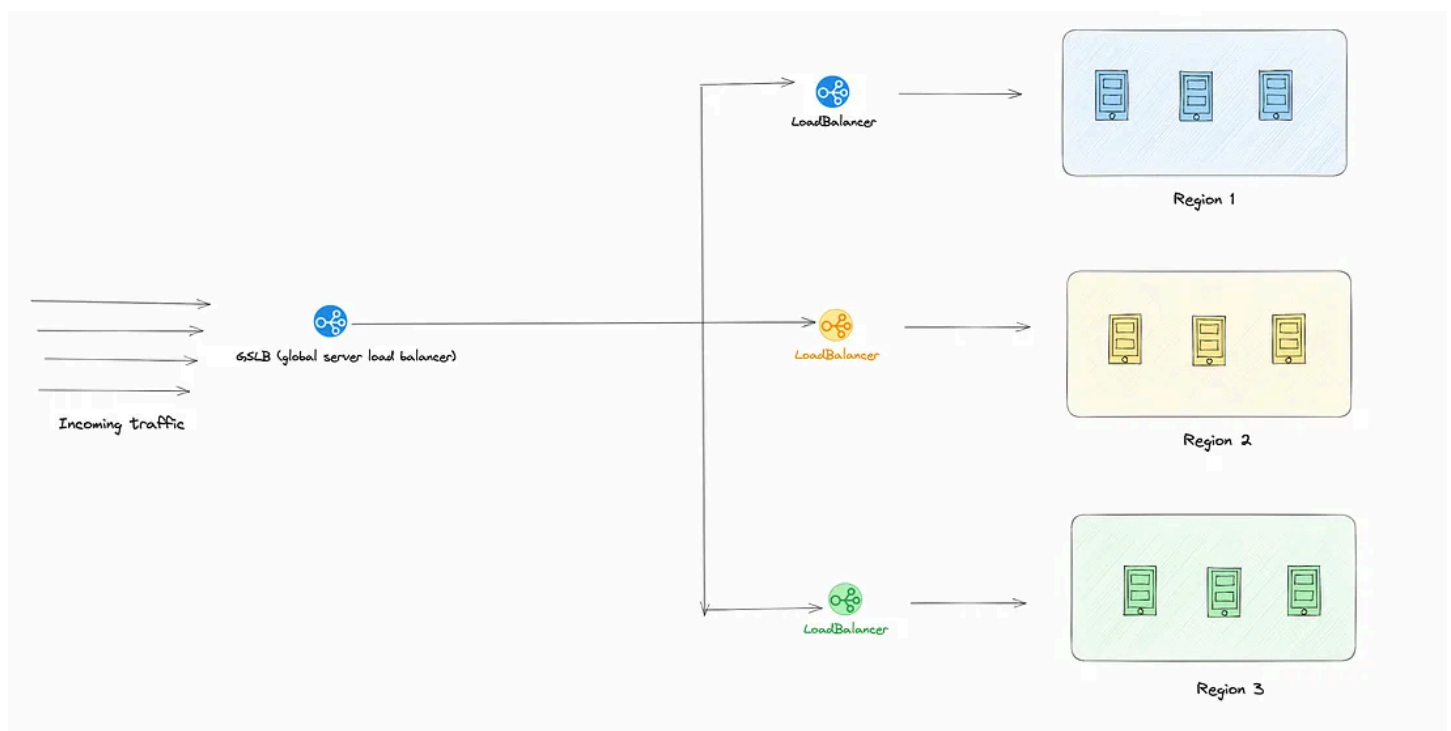 LoadBalancer
Region 1
GSLB (global server load balancer)
Incoming traffic
LoadBalancer
Region 2
LoadBalancer
Region 3